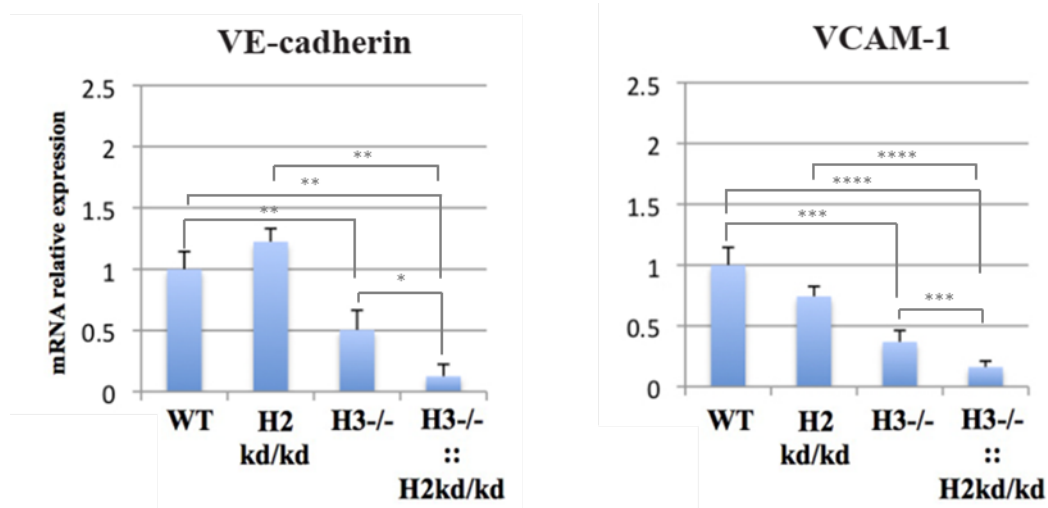 VE-cadherin
mRNA relative expression
2.5
2
1.5
1
0.5
0
**
**
**
*
WT
H2
kd/kd
H3-/-
H3-/-
::
H2kd/kd
VCAM-1
2.5
2
1.5
1
0.5
0
****
****
***
***
WT
H2
kd/kd
H3-/-
H3-/-
::
H2kd/kd